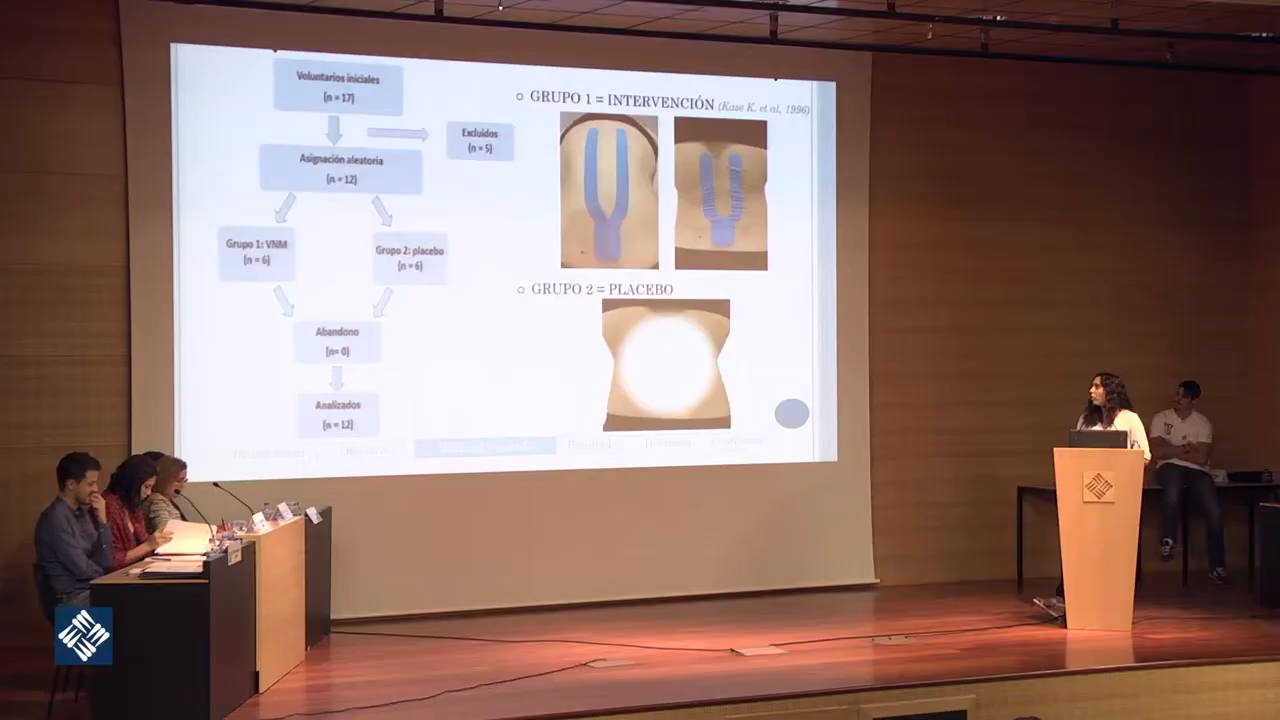 Voluntarios iniciales
(n = 17)
Excluidos
(n = 5)
Asignación aleatoria
(n = 12)
Grupo 1: VNM
(n = 6)
Grupo 2: placebo
(n = 6)
Abandono
(n= 0)
Analizados
(n = 12)
GRUPO 1 = INTERVENCIÓN (Kase K. et al, 1996)
GRUPO 2 = PLACEBO